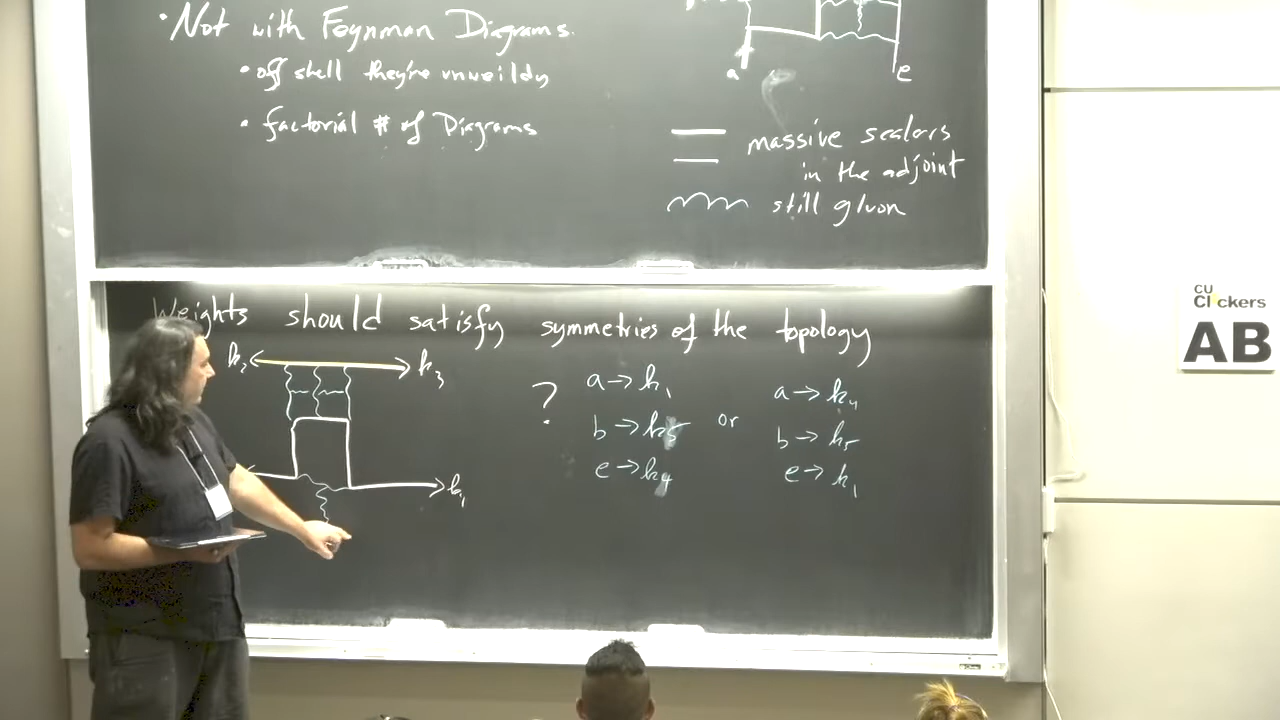 • Not with Feynman Diagrams.
• off shell they're unweildy
• factorial # of Diagrams
a
e
massive scalars
in the adjoint
still gluon
Weights should satisfy symmetries of the topology
k₂
k₃
k₁
?
a → k₁
b → k₅
e → k₄
or
a → k₄
b → k₅
e → k₁
CU
Clickers
AB